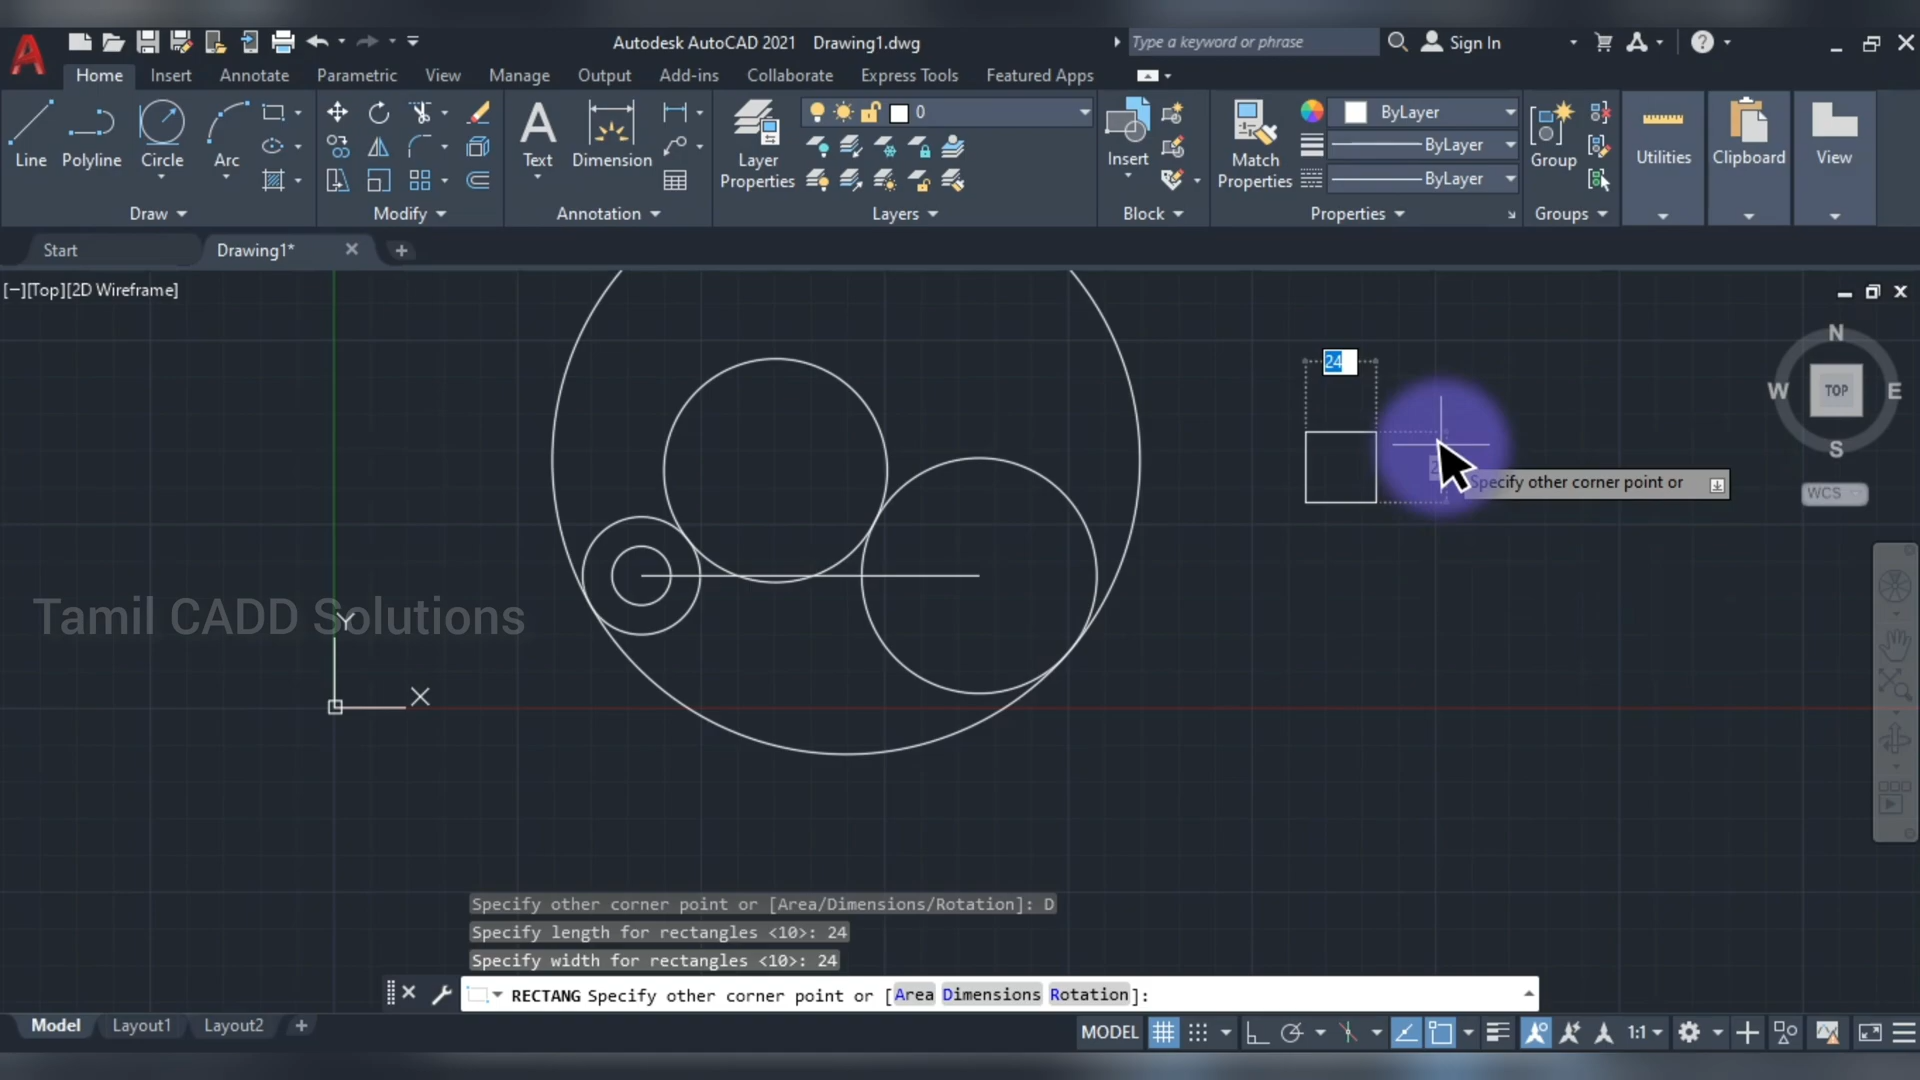 Autodesk AutoCAD 2021 Drawing1.dwg
Type a keyword or phrase
Sign In
Home Insert Annotate Parametric View Manage Output Add-ins Collaborate Express Tools Featured Apps
Line Polyline Circle Arc
Text Dimension
Layer Properties
0
Insert
Match Properties
ByLayer
ByLayer
ByLayer
Group
Utilities
Clipboard
View
Draw Modify Annotation Layers Block Properties Groups
Start Drawing1*
[−][Top][2D Wireframe]
N
W TOP E
S
WCS
24
Specify other corner point or
Tamil CADD Solutions
Y
X
Specify other corner point or [Area/Dimensions/Rotation]: D
Specify length for rectangles <10>: 24
Specify width for rectangles <10>: 24
RECTANG Specify other corner point or [Area Dimensions Rotation]:
Model Layout1 Layout2
MODEL 1:1